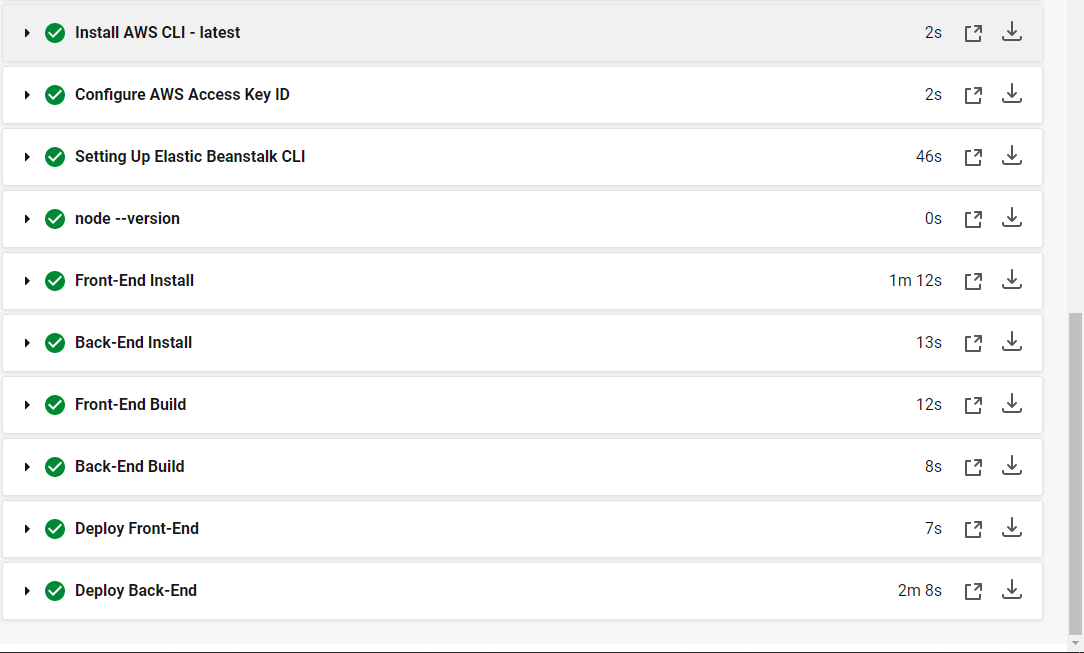 Install AWS CLI - latest 2s
Configure AWS Access Key ID 2s
Setting Up Elastic Beanstalk CLI 46s
node --version 0s
Front-End Install 1m 12s
Back-End Install 13s
Front-End Build 12s
Back-End Build 8s
Deploy Front-End 7s
Deploy Back-End 2m 8s